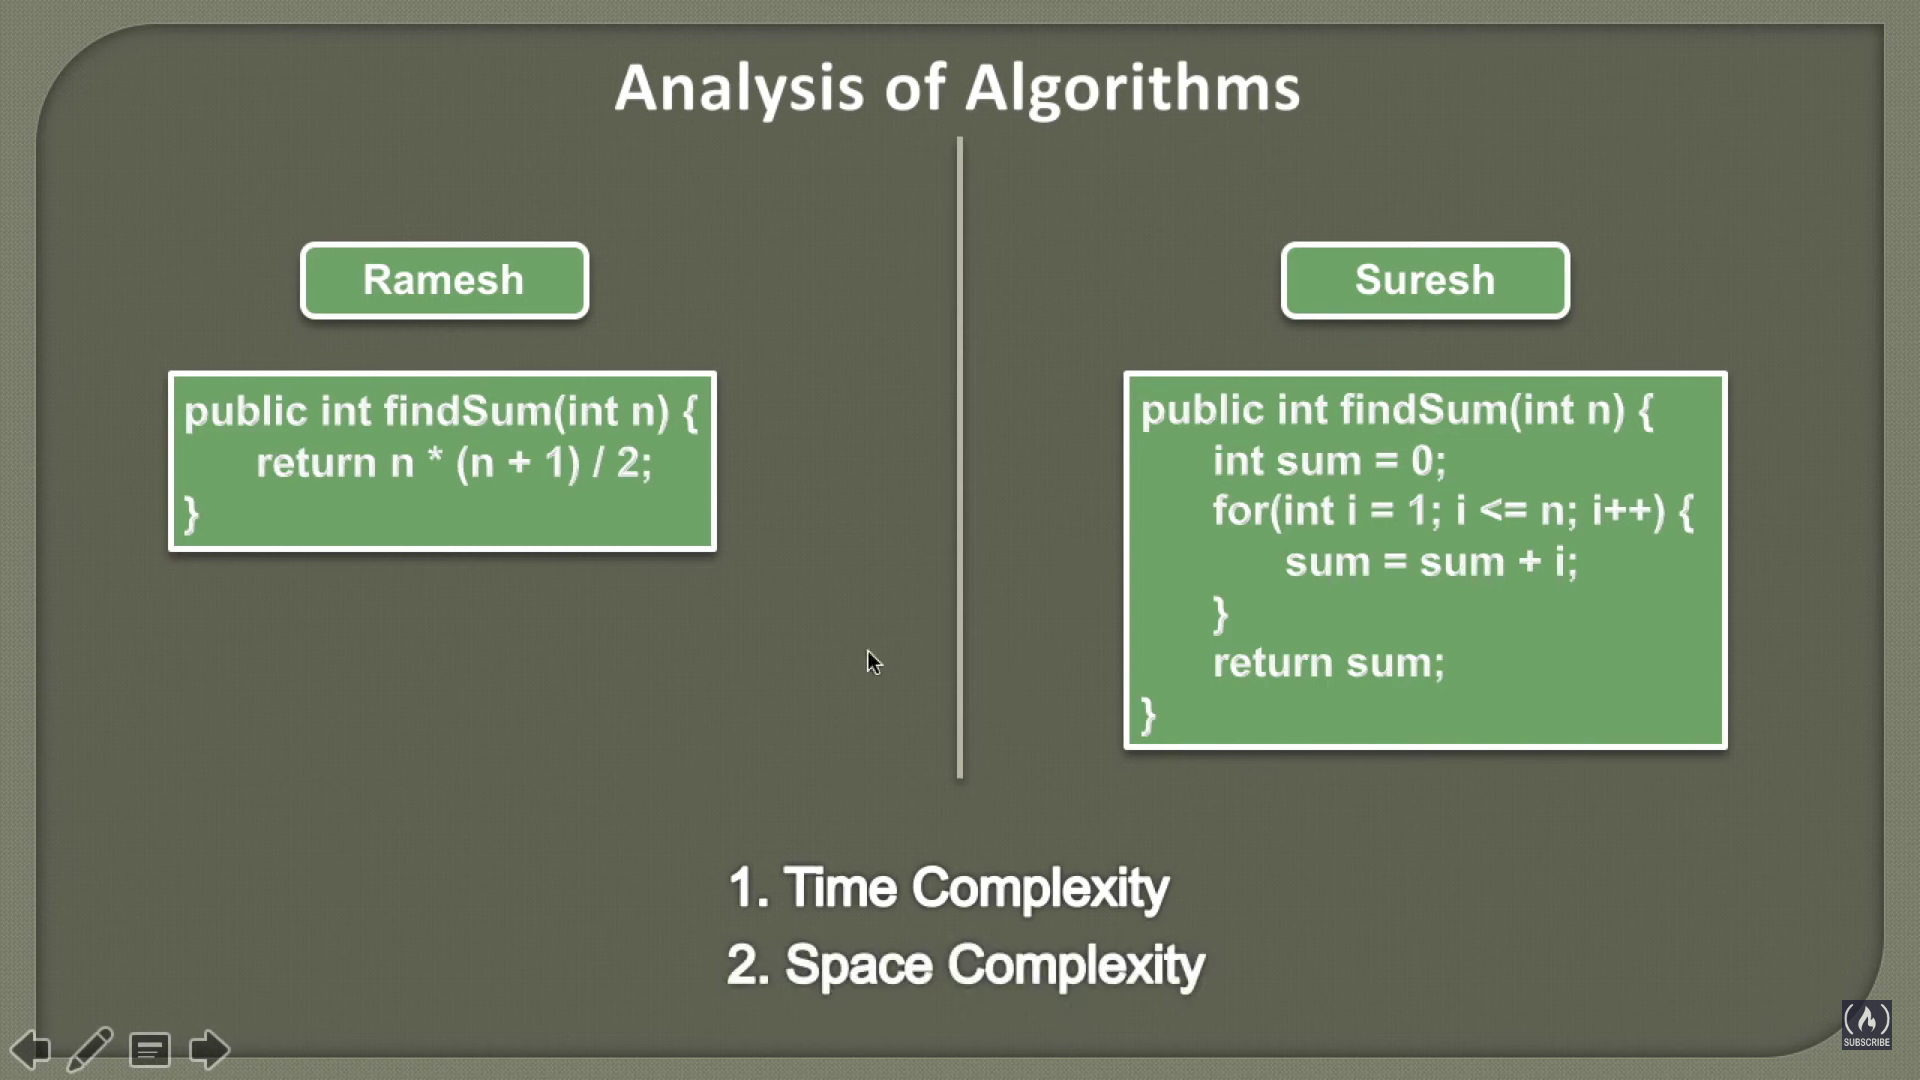 Analysis of Algorithms
Ramesh
public int findSum(int n) {
return n * (n + 1) / 2;
}
Suresh
public int findSum(int n) {
int sum = 0;
for(int i = 1; i <= n; i++) {
sum = sum + i;
}
return sum;
}
1. Time Complexity
2. Space Complexity
SUBSCRIBE